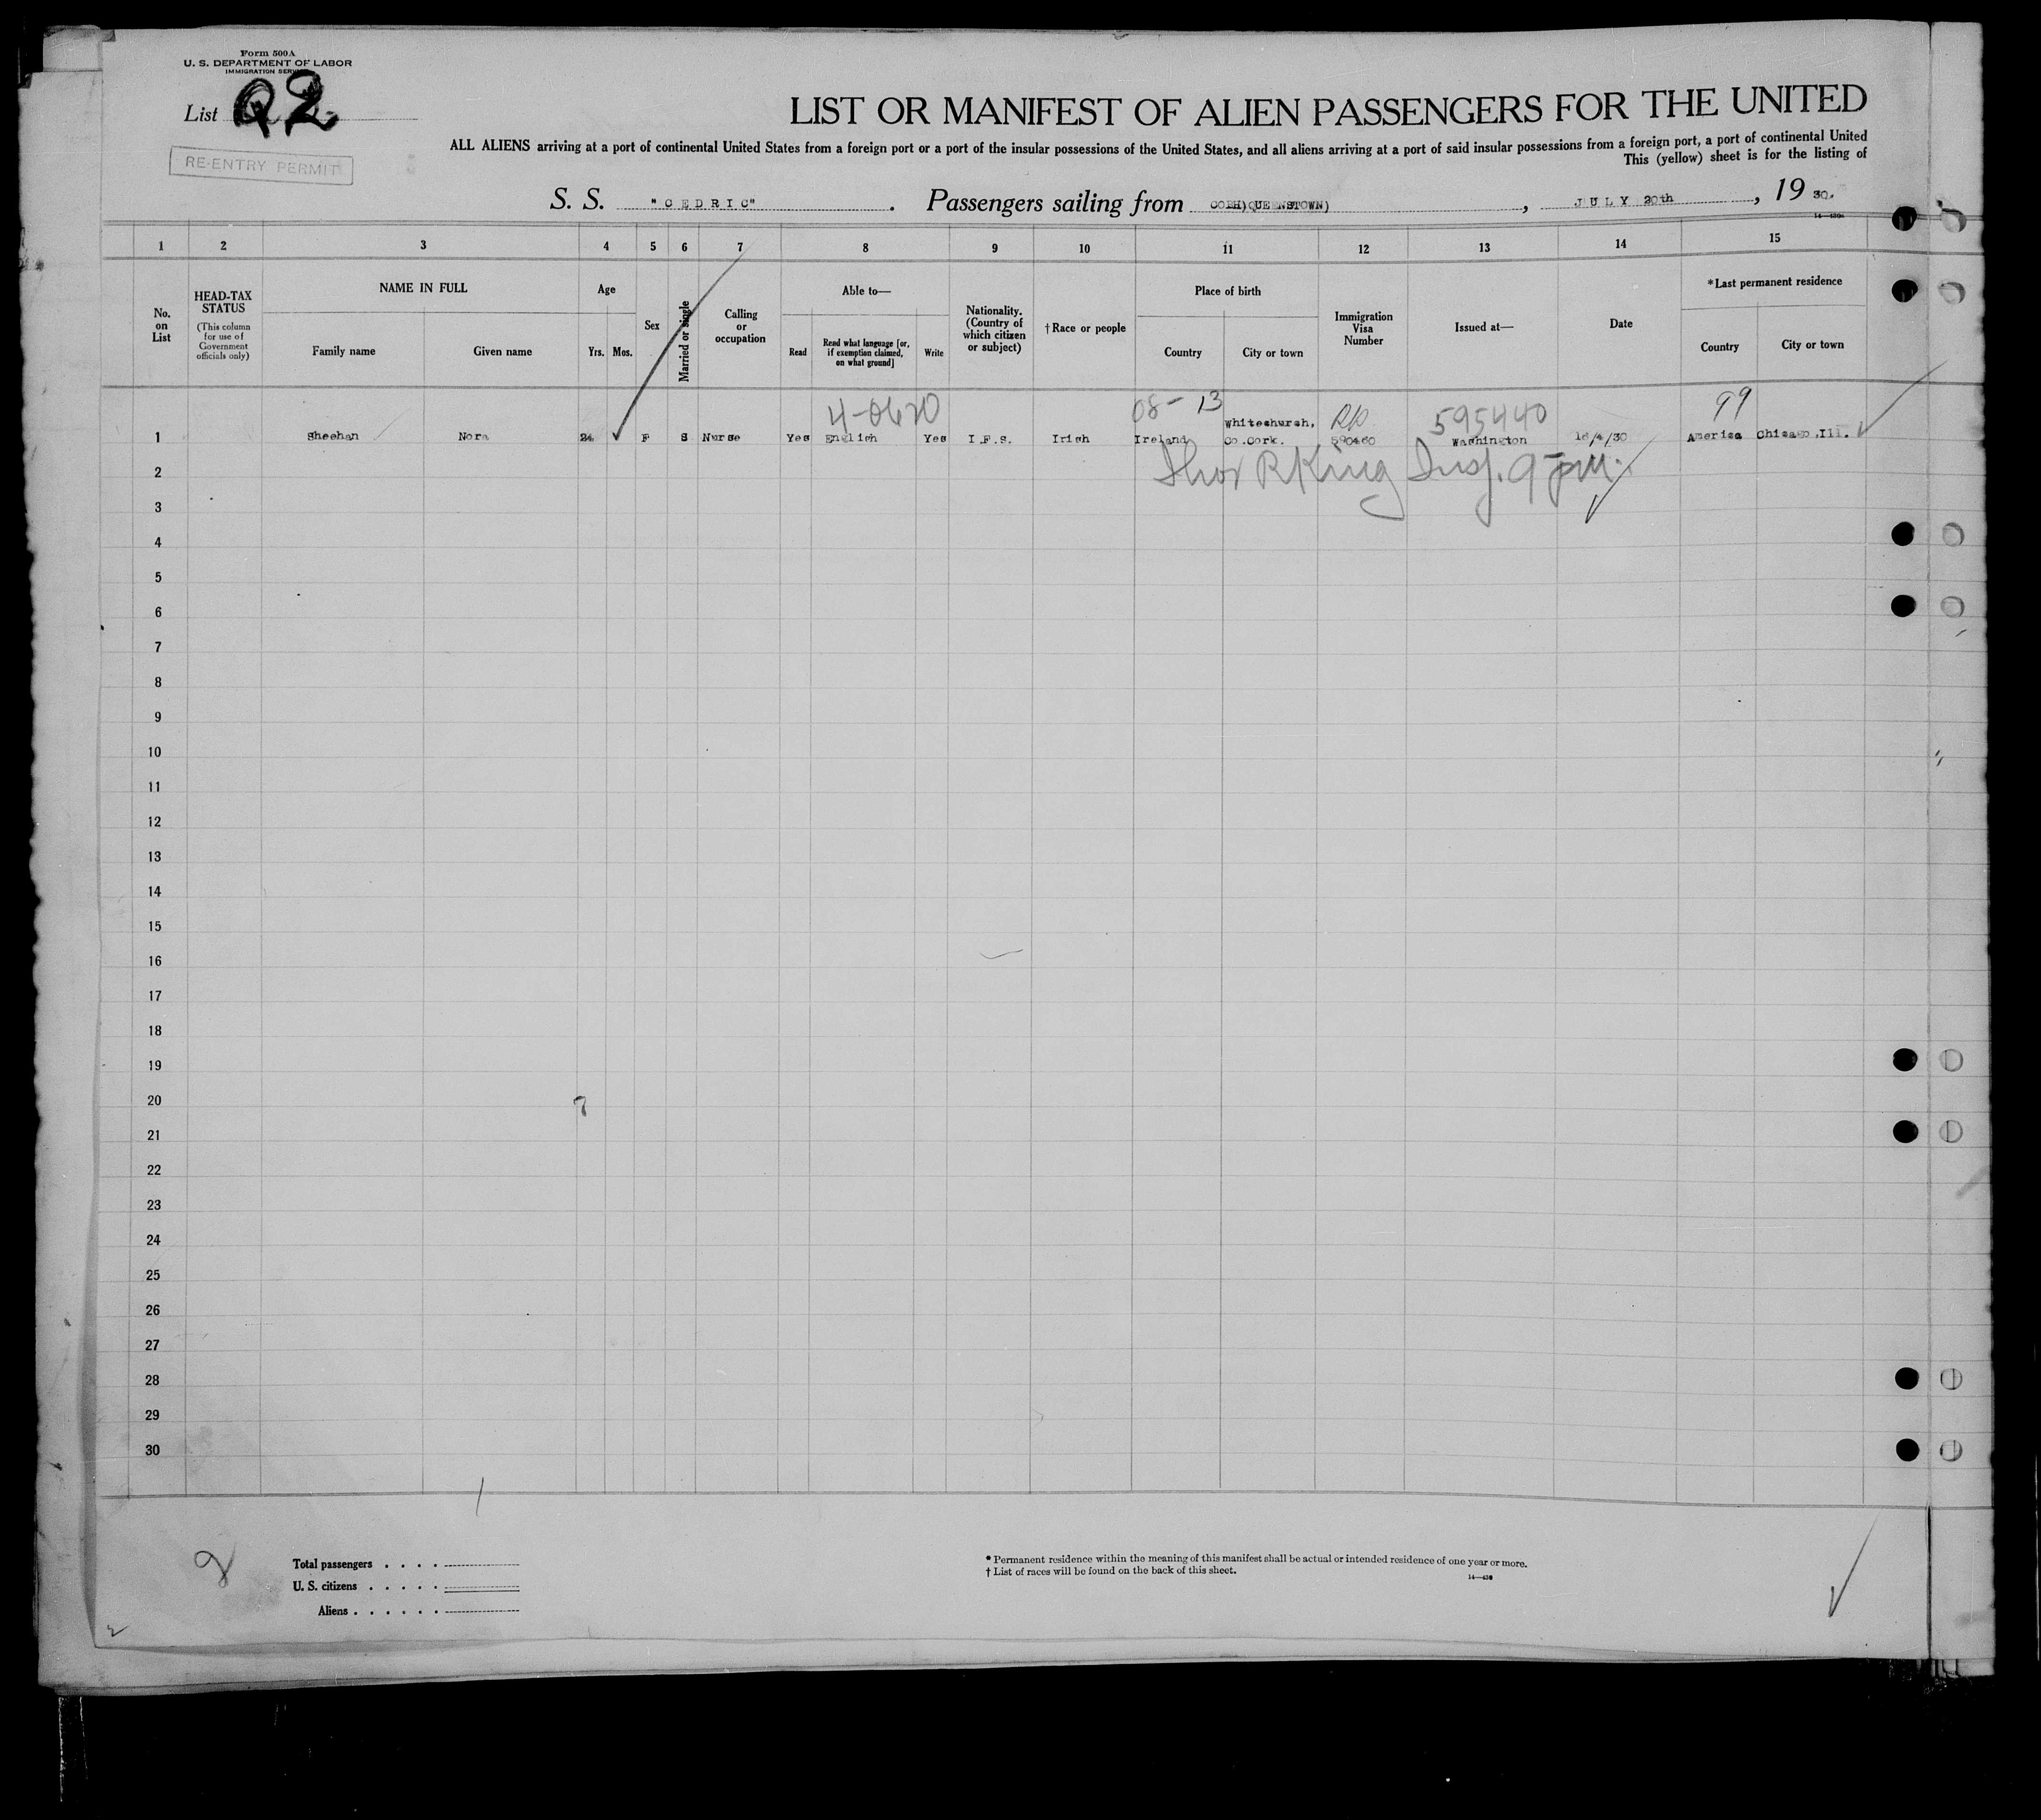 Form 500A
U. S. DEPARTMENT OF LABOR
IMMIGRATION SERVICE
List 2
RE-ENTRY PERMIT
LIST OR MANIFEST OF ALIEN PASSENGERS FOR THE UNITED
ALL ALIENS arriving at a port of continental United States from a foreign port or a port of the insular possessions of the United States, and all aliens arriving at a port of said insular possessions from a foreign port, a port of continental United
This (yellow) sheet is for the listing of
S. S. "CEDRIC". Passengers sailing from COBH)QUEENSTOWN), JULY 20th, 19 30.
1 2 3 4 5 6 7 8 9 10 11 12 13 14 15
No. on List
HEAD-TAX STATUS (This column for use of Government officials only)
NAME IN FULL
Family name Given name
Age
Yrs. Mos.
Sex
Married or single
Calling or occupation
Able to—
Read Read what language [or, if exemption claimed, on what ground] Write
Nationality. (Country of which citizen or subject)
†Race or people
Place of birth
Country City or town
Immigration Visa Number
Issued at—
Date
*Last permanent residence
Country City or town
4-0620 08- 13 RP 595440 99
Whitechurch,
1 Sheehan Nora 24 F S Nurse Yes English Yes I.F.S. Irish Ireland Co.Cork. 590460 Washington 16/4/30 America Chicago,Ill.
RKing Insp. 9 pm.
2
3
4
5
6
7
8
9
10
11
12
13
14
15
16
17
18
19
20
21
22
23
24
25
26
27
28
29
30
2
Total passengers . . . .
U. S. citizens . . . . .
Aliens . . . . . .
* Permanent residence within the meaning of this manifest shall be actual or intended residence of one year or more.
† List of races will be found on the back of this sheet.
14—430